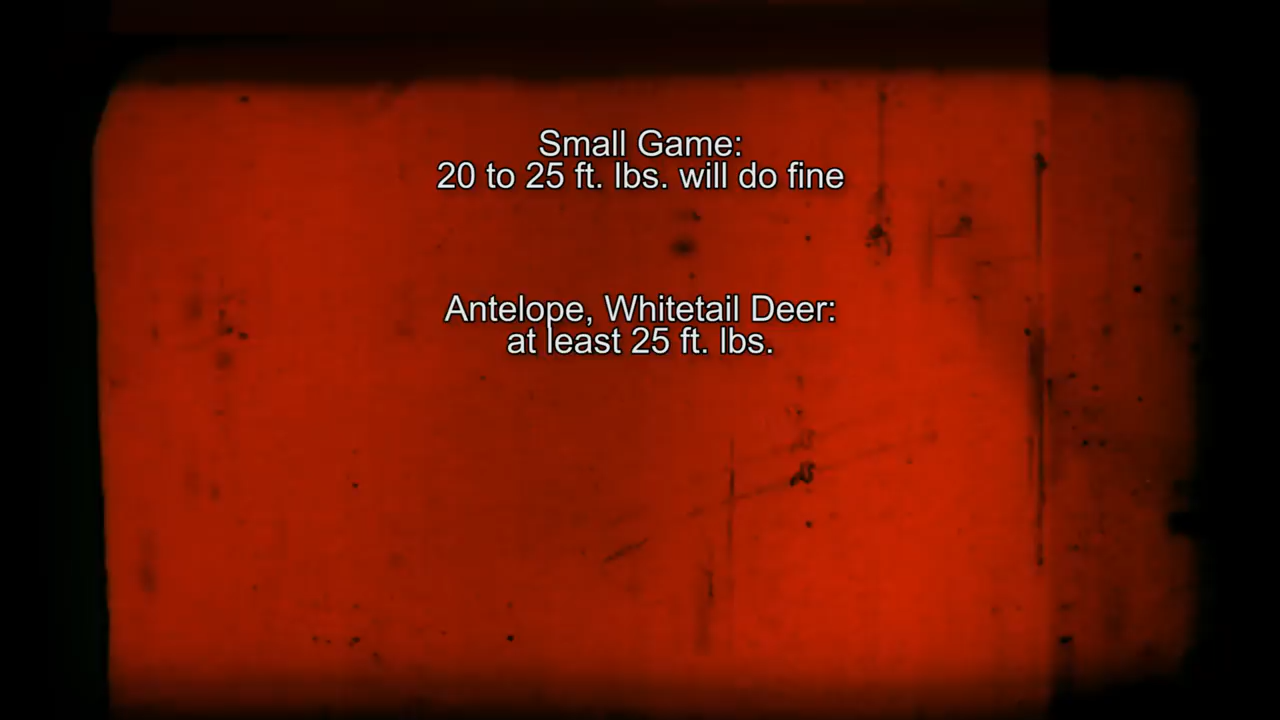 Small Game:
20 to 25 ft. lbs. will do fine
Antelope, Whitetail Deer:
at least 25 ft. lbs.